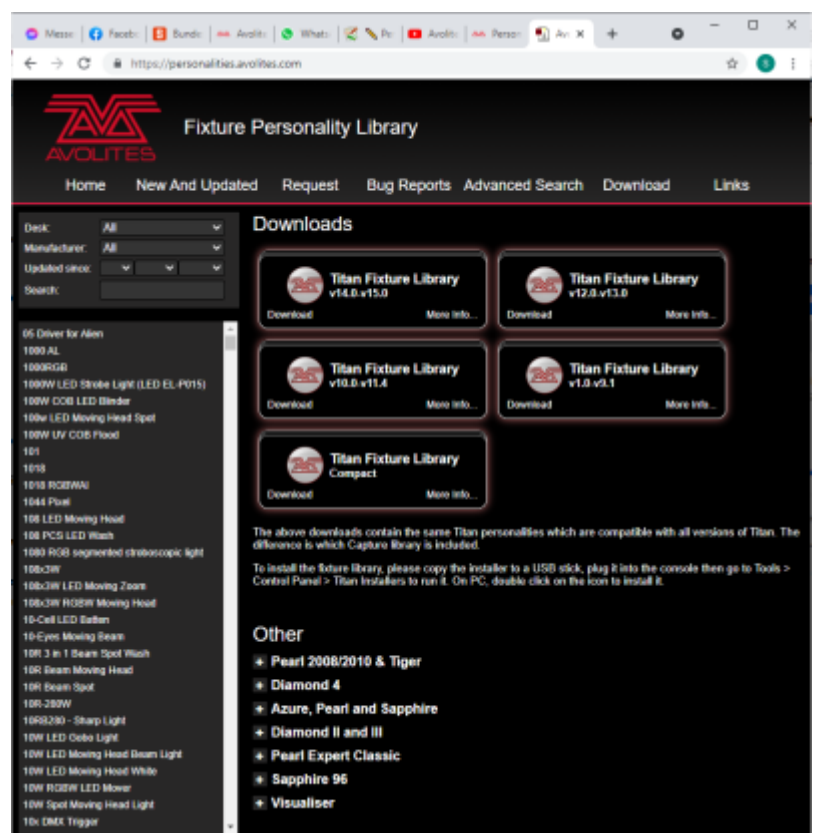 Messe
Faceb
Bundl
Avolit
Whats
Pe
Avolit
Person
Av
https://personalities.avolites.com
S
AVOLITES
Fixture Personality Library
Home New And Updated Request Bug Reports Advanced Search Download Links
Desk: All
Manufacturer: All
Updated since:
Search:
05 Driver for Alien
1000 AL
1000RGB
1000W LED Strobe Light (LED EL-P015)
100W COB LED Blinder
100w LED Moving Head Spot
100W UV COB Flood
101
1018
1018 RGBWAI
1044 Pixel
108 LED Moving Head
108 PCS LED Wash
1080 RGB segmented stroboscopic light
108x3W
108x3W LED Moving Zoom
108x3W RGBW Moving Head
10-Cell LED Batten
10-Eyes Moving Beam
10R 3 in 1 Beam Spot Wash
10R Beam Moving Head
10R Beam Spot
10R-280W
10RB280 - Sharp Light
10W LED Gobo Light
10W LED Moving Head Beam Light
10W LED Moving Head White
10W RGBW LED Mover
10W Spot Moving Head Light
10x DMX Trigger
Downloads
Titan Fixture Library
v14.0-v15.0
Download More Info...
Titan Fixture Library
v12.0-v13.0
Download More Info...
Titan Fixture Library
v10.0-v11.4
Download More Info...
Titan Fixture Library
v1.0-v9.1
Download More Info...
Titan Fixture Library
Compact
Download More Info...
The above downloads contain the same Titan personalities which are compatible with all versions of Titan. The
difference is which Capture library is included.
To install the fixture library, please copy the installer to a USB stick, plug it into the console then go to Tools >
Control Panel > Titan Installers to run it. On PC, double click on the icon to install it.
Other
+ Pearl 2008/2010 & Tiger
+ Diamond 4
+ Azure, Pearl and Sapphire
+ Diamond II and III
+ Pearl Expert Classic
+ Sapphire 96
+ Visualiser